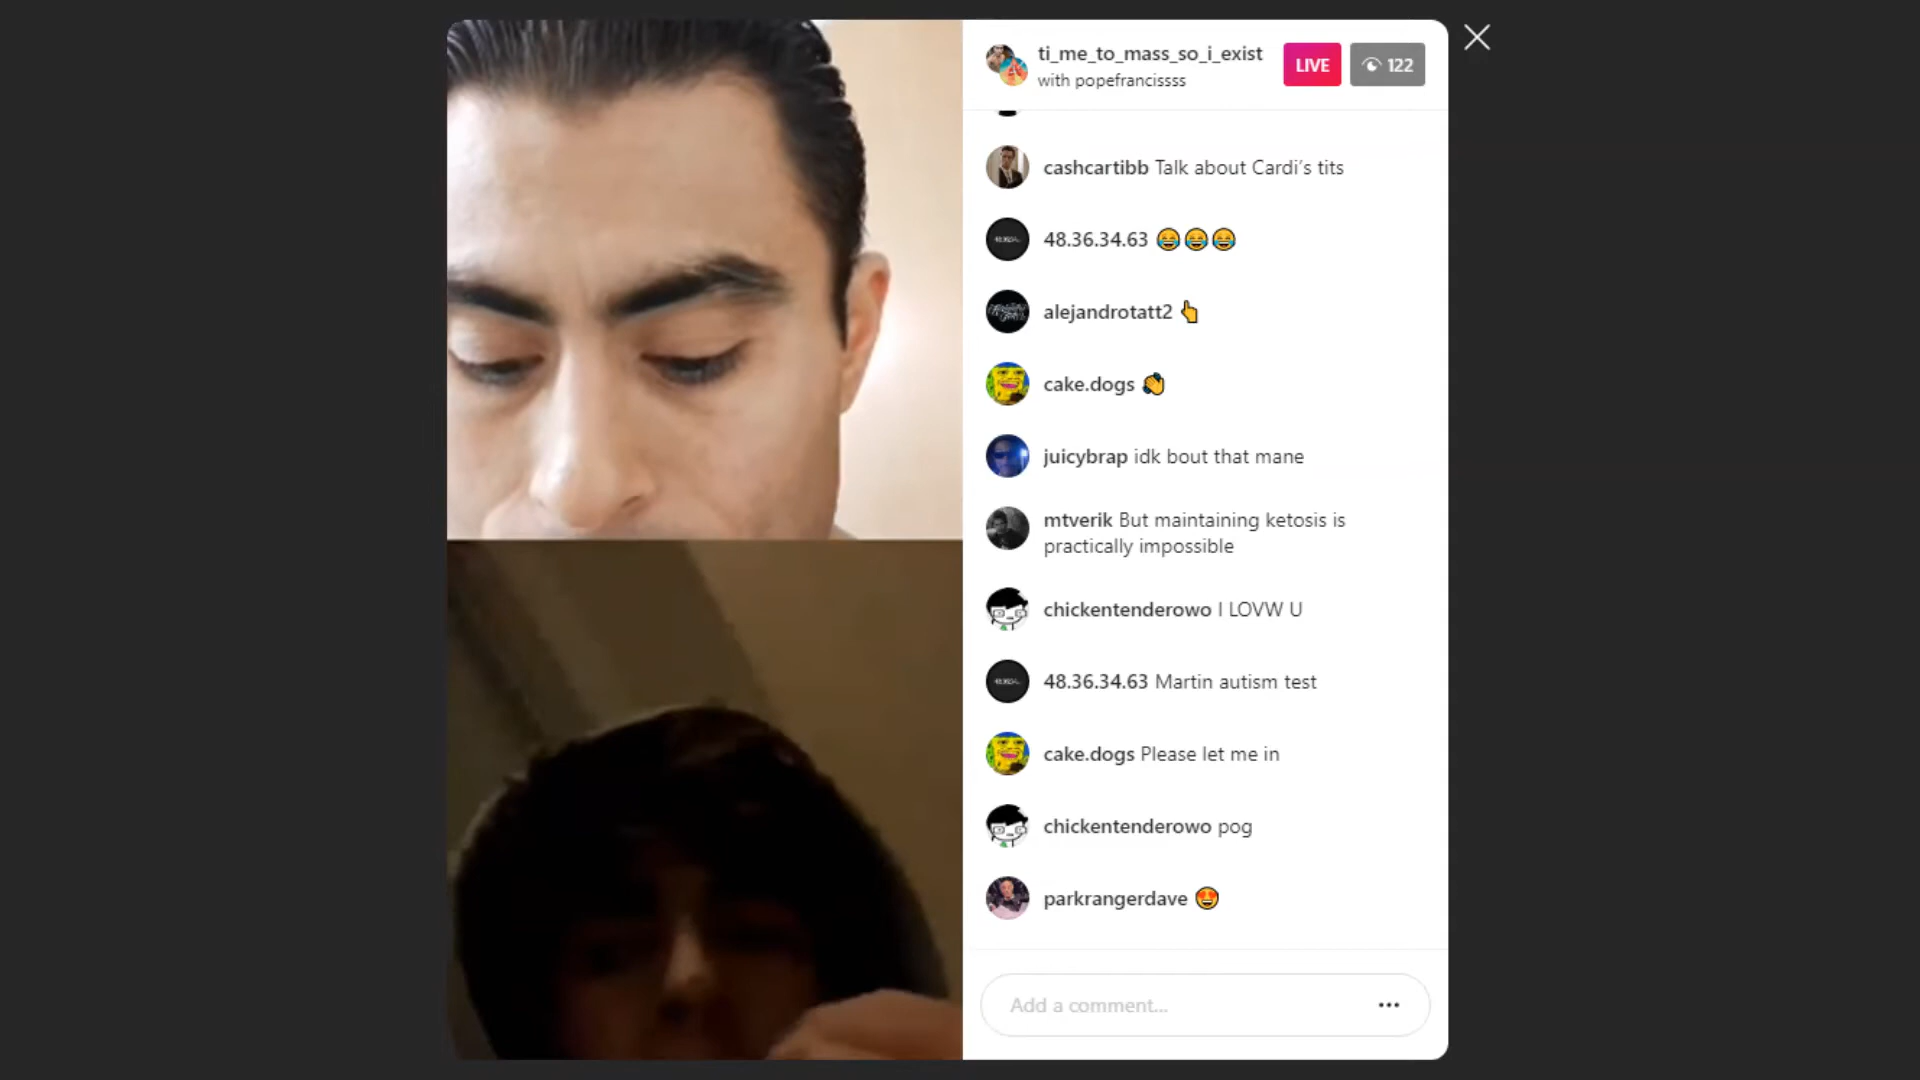 ti_me_to_mass_so_i_exist
with popefrancissss
LIVE
122
cashcartibb Talk about Cardi's tits
48.36.34.63 😂😂😂
alejandrotatt2 👆
cake.dogs 👏
juicybrap idk bout that mane
mtverik But maintaining ketosis is
practically impossible
chickentenderowo I LOVW U
48.36.34.63 Martin autism test
cake.dogs Please let me in
chickentenderowo pog
parkrangerdave 😍
Add a comment...